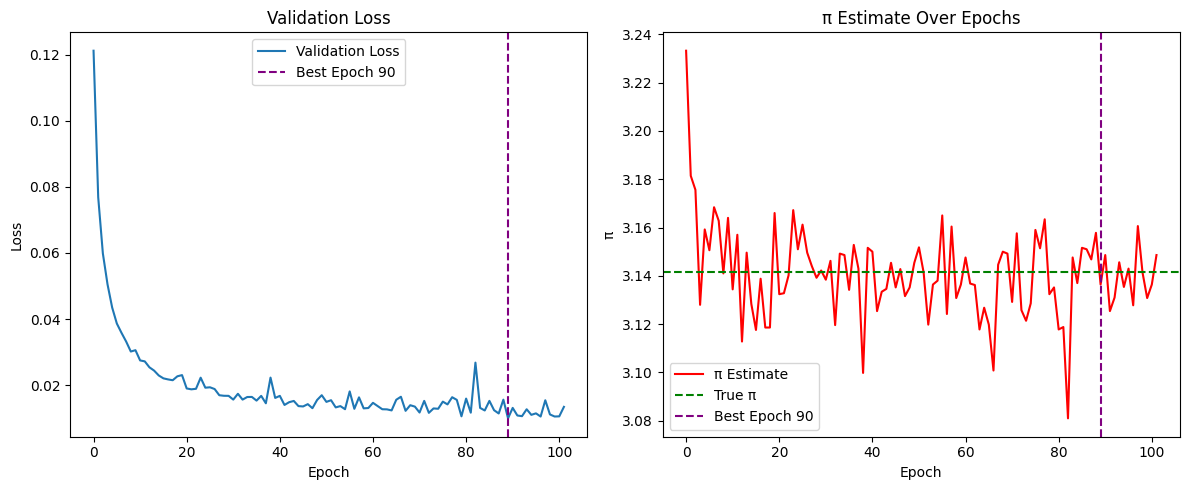 Validation Loss
0.12
0.10
0.08
0.06
0.04
0.02
Loss
0 20 40 60 80 100
Epoch
Validation Loss
Best Epoch 90
π Estimate Over Epochs
3.24
3.22
3.20
3.18
3.16
3.14
3.12
3.10
3.08
π
0 20 40 60 80 100
Epoch
π Estimate
True π
Best Epoch 90